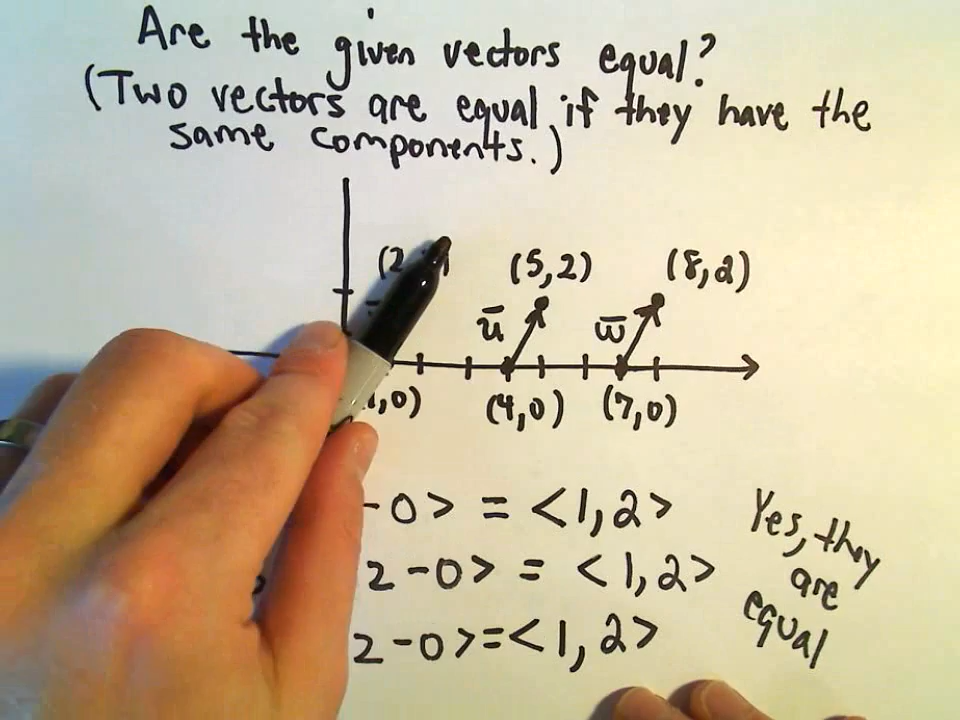 Are the given vectors equal?
(Two vectors are equal if they have the
same components.)
(2
(5,2)
(8,2)
u
w
,0)
(4,0)
(7,0)
-0> = <1,2>
2-0> = <1,2>
2-0>=<1,2>
Yes, they
are
equal